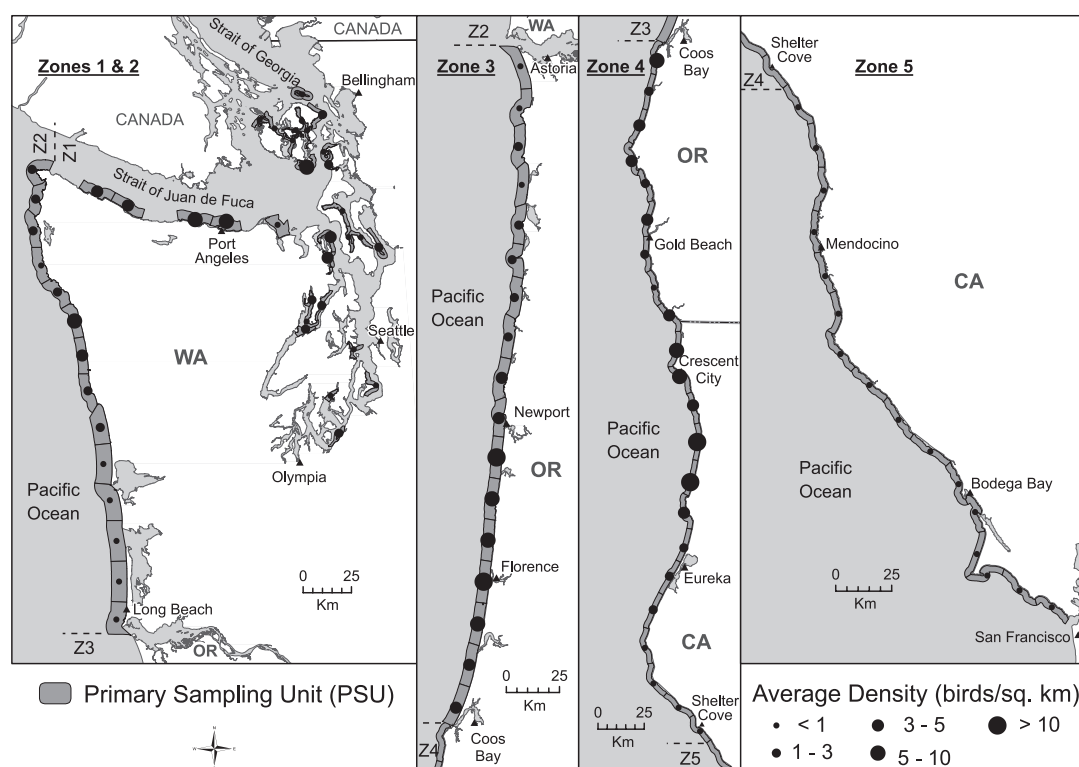 Zones 1 & 2
CANADA
CANADA
Strait of Georgia
Bellingham
Z2
Z1
Strait of Juan de Fuca
Port
Angeles
WA
Seattle
Olympia
Pacific
Ocean
0 25
Km
Long Beach
Z3
OR
Z2
WA
Zone 3
Astoria
Pacific
Ocean
Newport
OR
Florence
0 25
Km
Z4
Coos
Bay
Z3
Zone 4
Coos
Bay
OR
Gold Beach
Crescent
City
Pacific
Ocean
Eureka
CA
0 25
Km
Shelter
Cove
Z5
Shelter
Cove
Z4
Zone 5
Mendocino
CA
Pacific
Ocean
Bodega Bay
0 25
Km
San Francisco
Primary Sampling Unit (PSU)
Average Density (birds/sq. km)
< 1
3 - 5
> 10
1 - 3
5 - 10